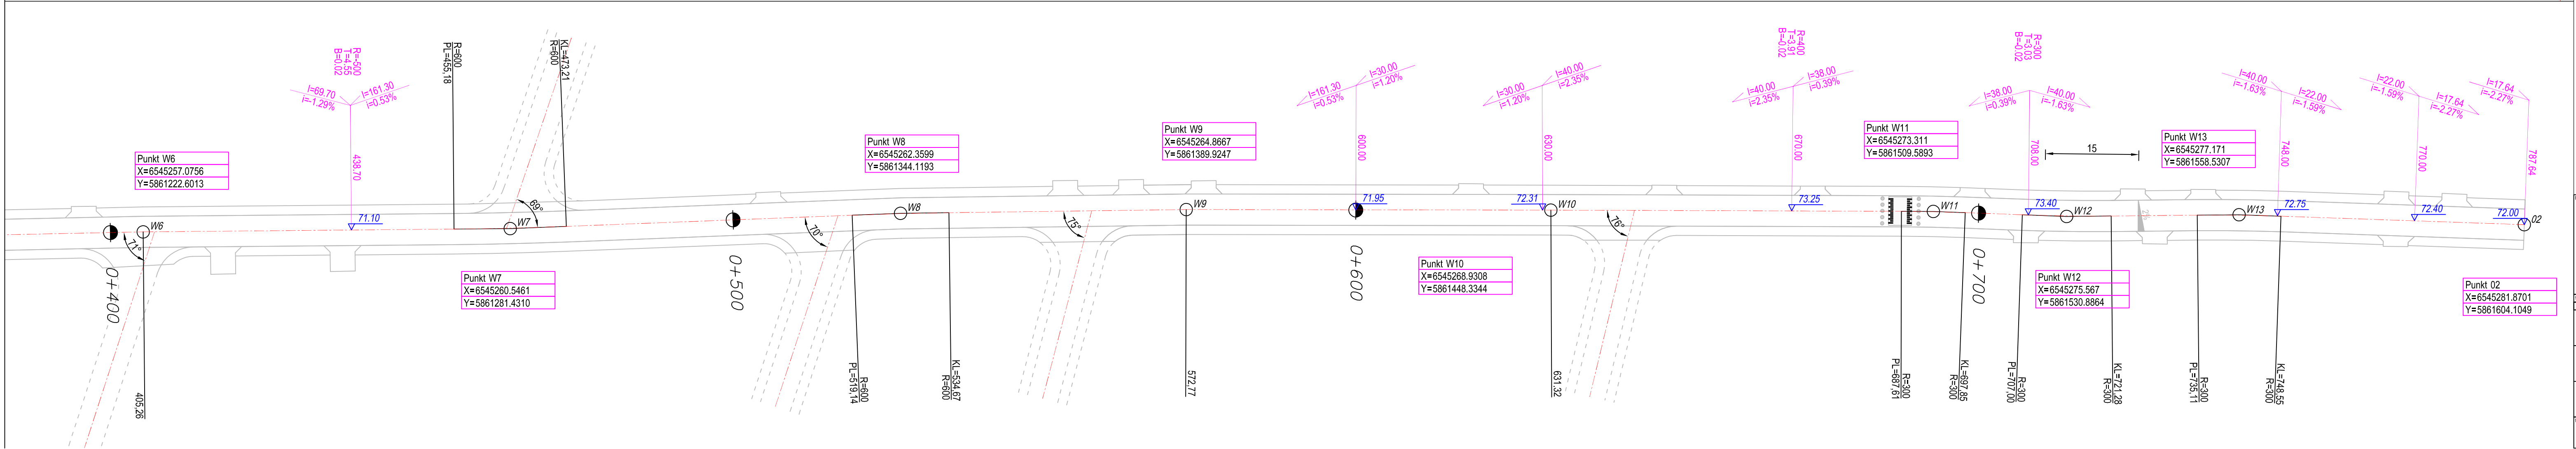 R=-500
T=4.55
B=0.02
l=69.70
i=-1.29%
l=161.30
i=0.53%
438.70
71.10
R=600
PL=455,18
KL=473,21
R=600
69°
Punkt W6
X=6545257.0756
Y=5861222.6013
W6
71°
0+400
405,26
W7
Punkt W7
X=6545260.5461
Y=5861281.4310
0+500
70°
Punkt W8
X=6545262.3599
Y=5861344.1193
W8
R=600
PL=519,14
KL=534,67
R=600
75°
Punkt W9
X=6545264.8667
Y=5861389.9247
W9
572,77
l=161.30
i=0.53%
l=30.00
i=1.20%
600.00
71.95
0+600
l=30.00
i=1.20%
l=40.00
i=2.35%
630.00
72.31
W10
Punkt W10
X=6545268.9308
Y=5861448.3344
631,32
76°
R=400
T=3.91
B=-0.02
l=40.00
i=2.35%
l=38.00
i=0.39%
670.00
73.25
Punkt W11
X=6545273.311
Y=5861509.5893
W11
R=300
PL=687,61
KL=697,85
R=300
0+700
R=300
T=3.03
B=-0.02
l=38.00
i=0.39%
l=40.00
i=-1.63%
708.00
73.40
15
W12
Punkt W12
X=6545275.567
Y=5861530.8864
R=300
PL=707,00
KL=721,28
R=300
2%
Punkt W13
X=6545277.171
Y=5861558.5307
W13
R=300
PL=735,11
KL=748,55
R=300
l=40.00
i=-1.63%
l=22.00
i=-1.59%
748.00
72.75
l=22.00
i=-1.59%
l=17.64
i=-2.27%
770.00
72.40
l=17.64
i=-2.27%
787.64
72.00
02
Punkt 02
X=6545281.8701
Y=5861604.1049